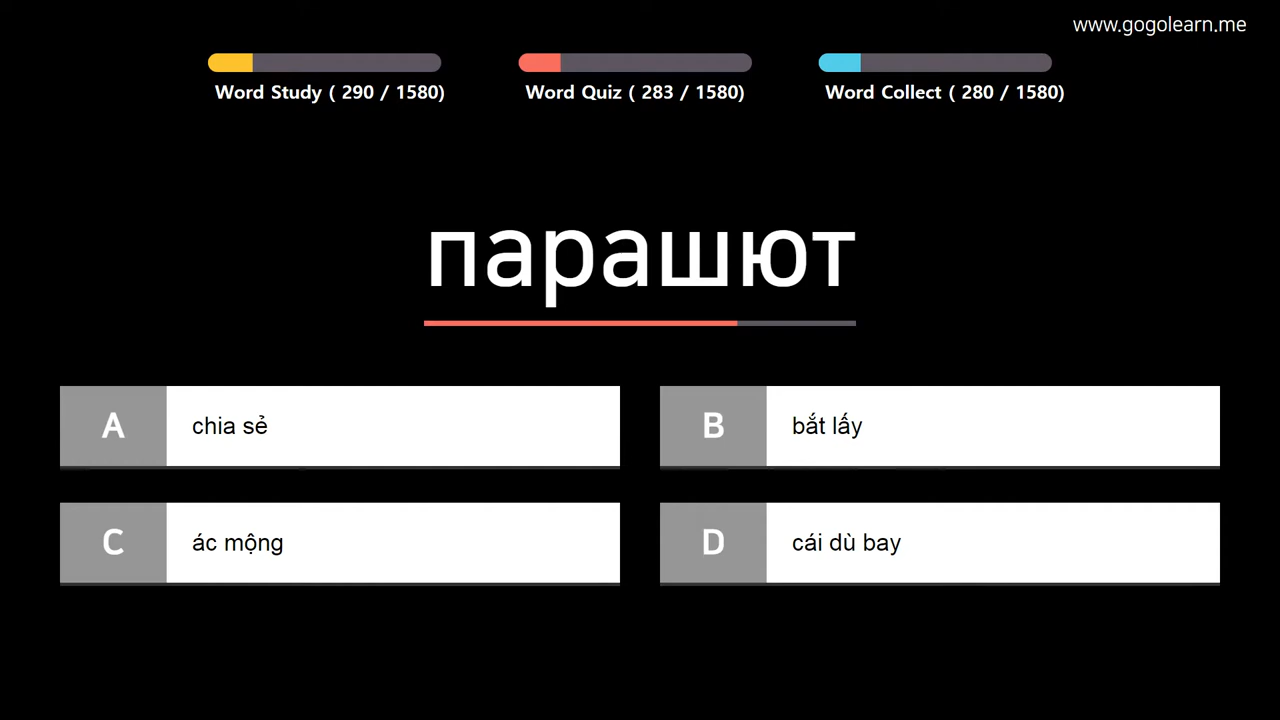 www.gogolearn.me
Word Study ( 290 / 1580)
Word Quiz ( 283 / 1580)
Word Collect ( 280 / 1580)
парашют
A chia sẻ
B bắt lấy
C ác mộng
D cái dù bay